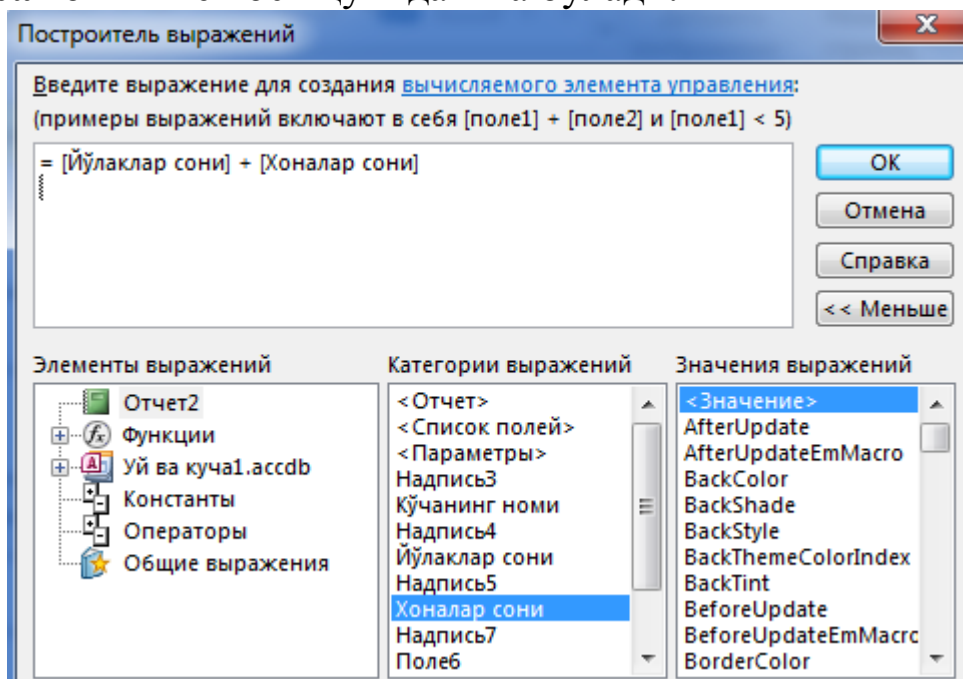 Построитель выражений
Введите выражение для создания вычисляемого элемента управления:
(примеры выражений включают в себя [поле1] + [поле2] и [поле1] < 5)
= [Йўлаклар сони] + [Хоналар сони]
ОК
Отмена
Справка
<< Меньше
Элементы выражений
Отчет2
Функции
Уй ва куча1.accdb
Константы
Операторы
Общие выражения
Категории выражений
<Отчет>
<Список полей>
<Параметры>
Надпись3
Кўчанинг номи
Надпись4
Йўлаклар сони
Надпись5
Хоналар сони
Надпись7
Поле6
Значения выражений
<Значение>
AfterUpdate
AfterUpdateEmMacro
BackColor
BackShade
BackStyle
BackThemeColorIndex
BackTint
BeforeUpdate
BeforeUpdateEmMacrc
BorderColor